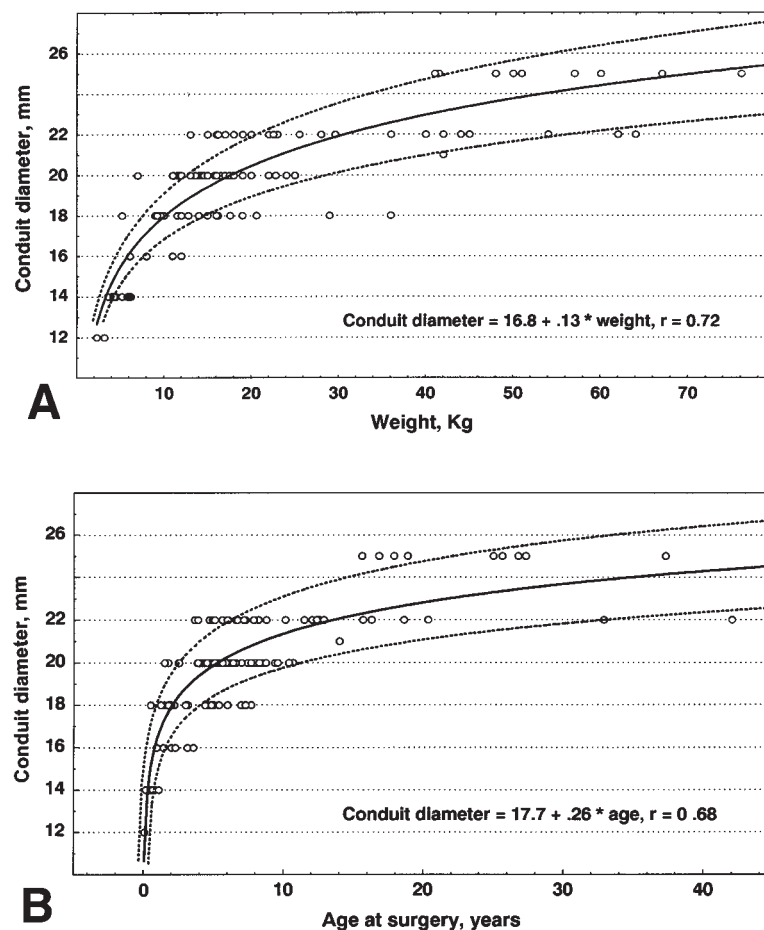 26
24
22
20
18
16
14
12
Conduit diameter, mm
Conduit diameter = 16.8 + .13 * weight, r = 0.72
10 20 30 40 50 60 70
Weight, Kg
A
26
24
22
20
18
16
14
12
Conduit diameter, mm
Conduit diameter = 17.7 + .26 * age, r = 0 .68
0 10 20 30 40
Age at surgery, years
B